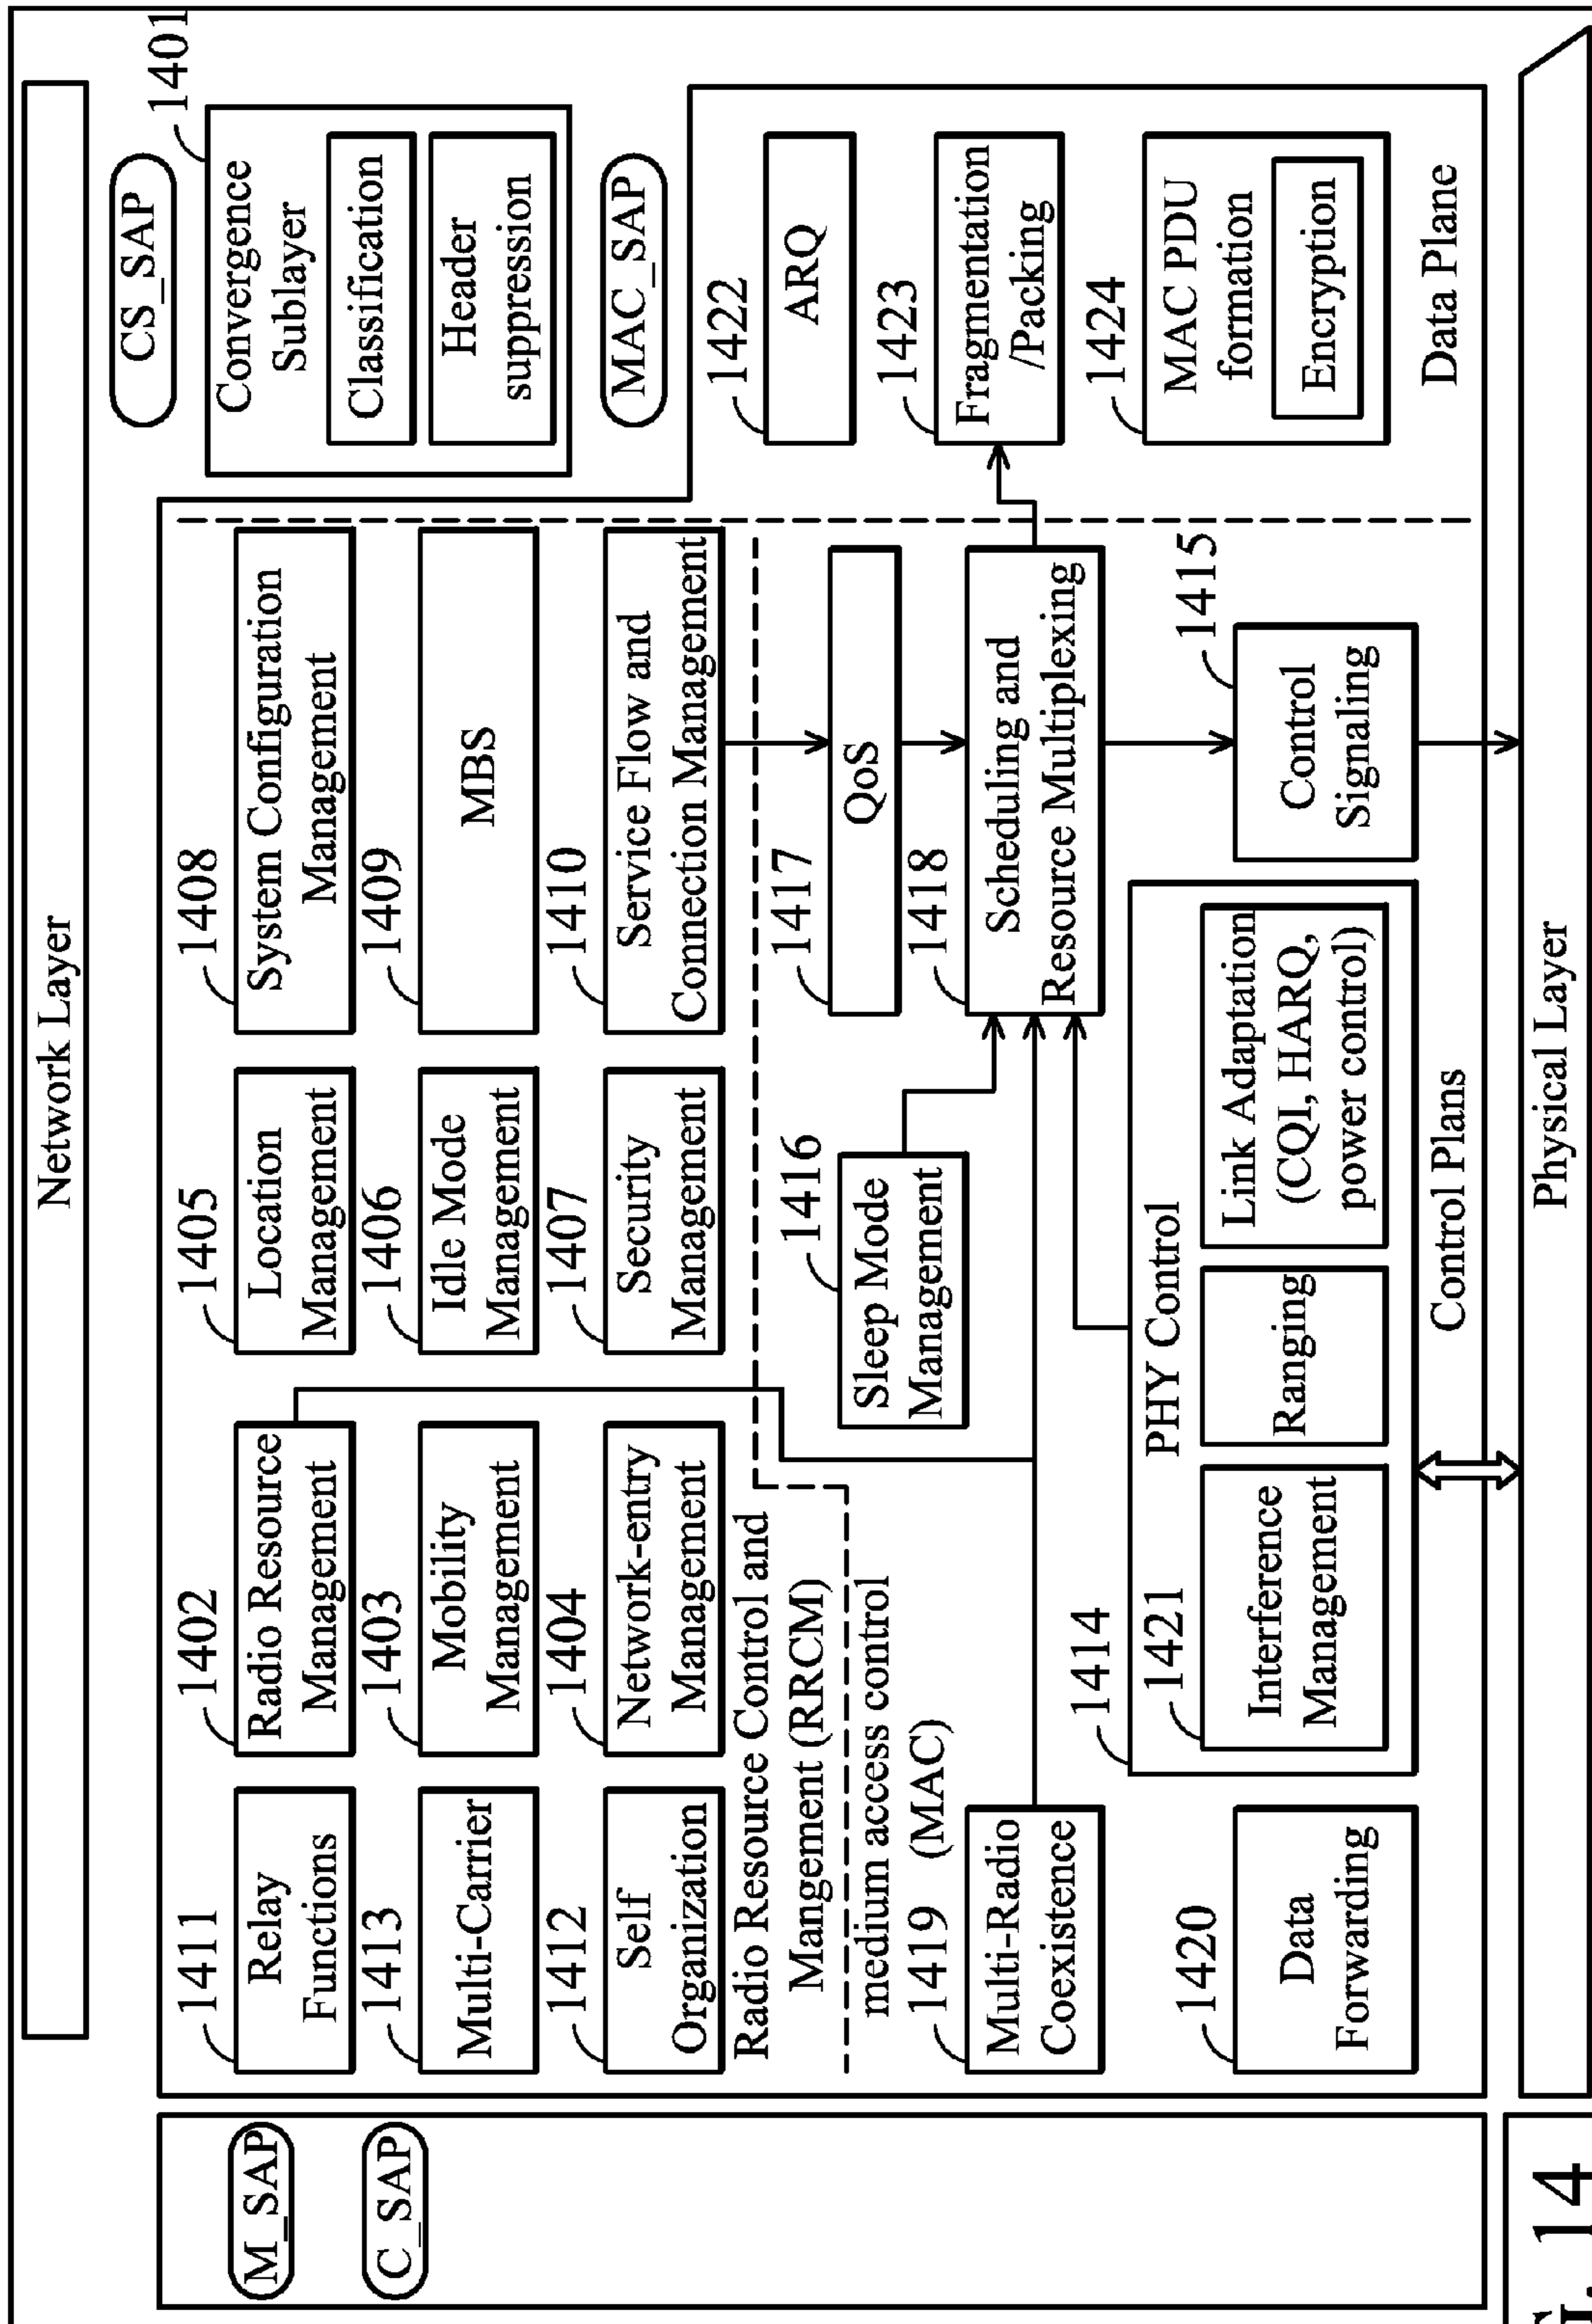 Network Layer
M_SAP
C_SAP
1411
Relay
Functions
1413
Multi-Carrier
1412
Self
Organization
1402
Radio Resource
Management
1403
Mobility
Management
1404
Network-entry
Management
1405
Location
Management
1406
Idle Mode
Management
1407
Security
Management
1408
System Configuration
Management
1409
MBS
1410
Service Flow and
Connection Management
CS_SAP
1401
Convergence
Sublayer
Classification
Header
suppression
MAC_SAP
Radio Resource Control and
Mangement (RRCM)
medium access control
(MAC)
1419
Multi-Radio
Coexistence
1420
Data
Forwarding
1416
Sleep Mode
Management
1417
QoS
1418
Scheduling and
Resource Multiplexing
1414
PHY Control
1421
Interference
Management
Ranging
Link Adaptation
(CQI, HARQ,
power control)
1415
Control
Signaling
Control Plans
1422
ARQ
1423
Fragmentation
/Packing
1424
MAC PDU
formation
Encryption
Data Plane
Physical Layer
14